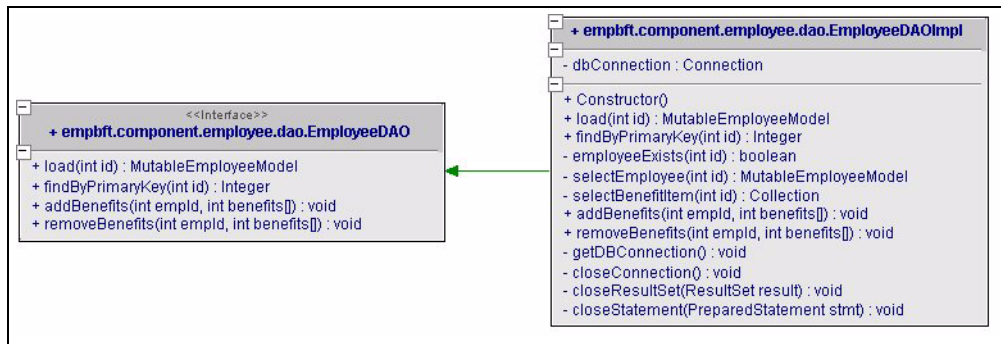 <<Interface>>
+ empbft.component.employee.dao.EmployeeDAO
+ load(int id) : MutableEmployeeModel
+ findByPrimaryKey(int id) : Integer
+ addBenefits(int empId, int benefits[]) : void
+ removeBenefits(int empId, int benefits[]) : void
+ empbft.component.employee.dao.EmployeeDAOImpl
- dbConnection : Connection
+ Constructor()
+ load(int id) : MutableEmployeeModel
+ findByPrimaryKey(int id) : Integer
- employeeExists(int id) : boolean
- selectEmployee(int id) : MutableEmployeeModel
- selectBenefitItem(int id) : Collection
+ addBenefits(int empId, int benefits[]) : void
+ removeBenefits(int empId, int benefits[]) : void
- getDBConnection() : void
- closeConnection() : void
- closeResultSet(ResultSet result) : void
- closeStatement(PreparedStatement stmt) : void